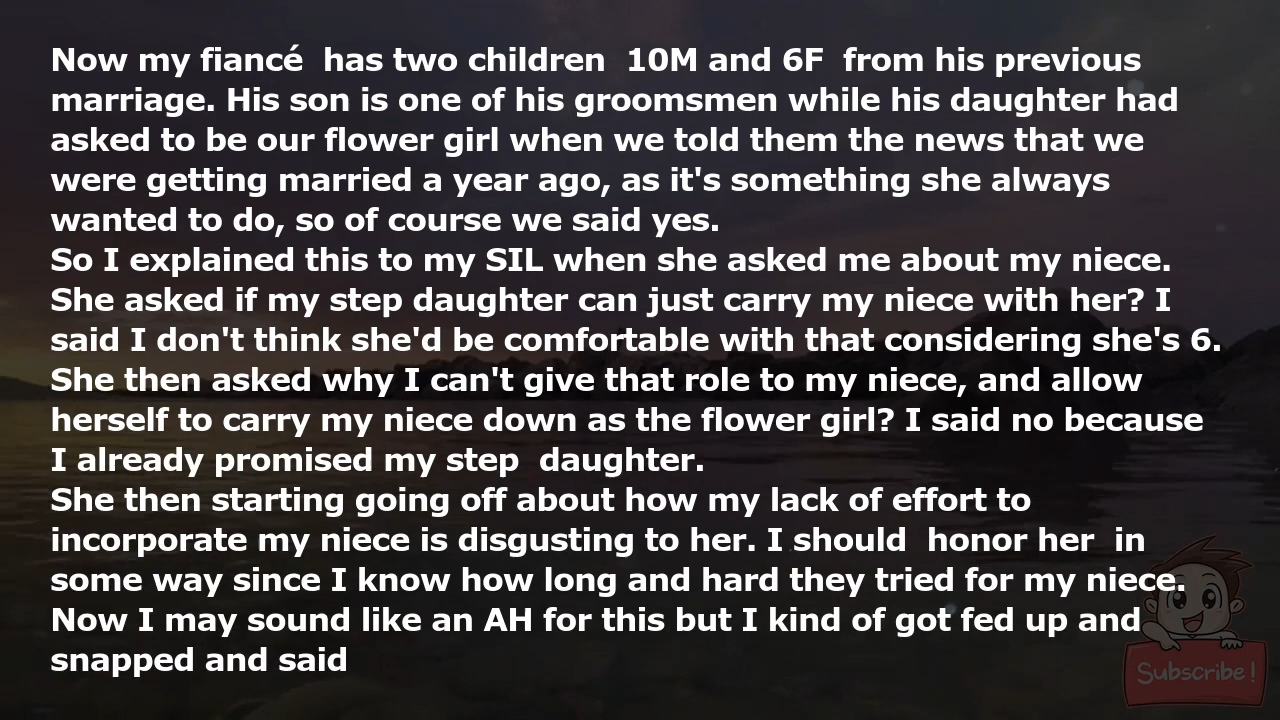 Now my fiancé  has two children  10M and 6F  from his previous
marriage. His son is one of his groomsmen while his daughter had
asked to be our flower girl when we told them the news that we
were getting married a year ago, as it's something she always
wanted to do, so of course we said yes.
So I explained this to my SIL when she asked me about my niece.
She asked if my step daughter can just carry my niece with her? I
said I don't think she'd be comfortable with that considering she's 6.
She then asked why I can't give that role to my niece, and allow
herself to carry my niece down as the flower girl? I said no because
I already promised my step  daughter.
She then starting going off about how my lack of effort to
incorporate my niece is disgusting to her. I should  honor her  in
some way since I know how long and hard they tried for my niece.
Now I may sound like an AH for this but I kind of got fed up and
snapped and said
Subscribe!